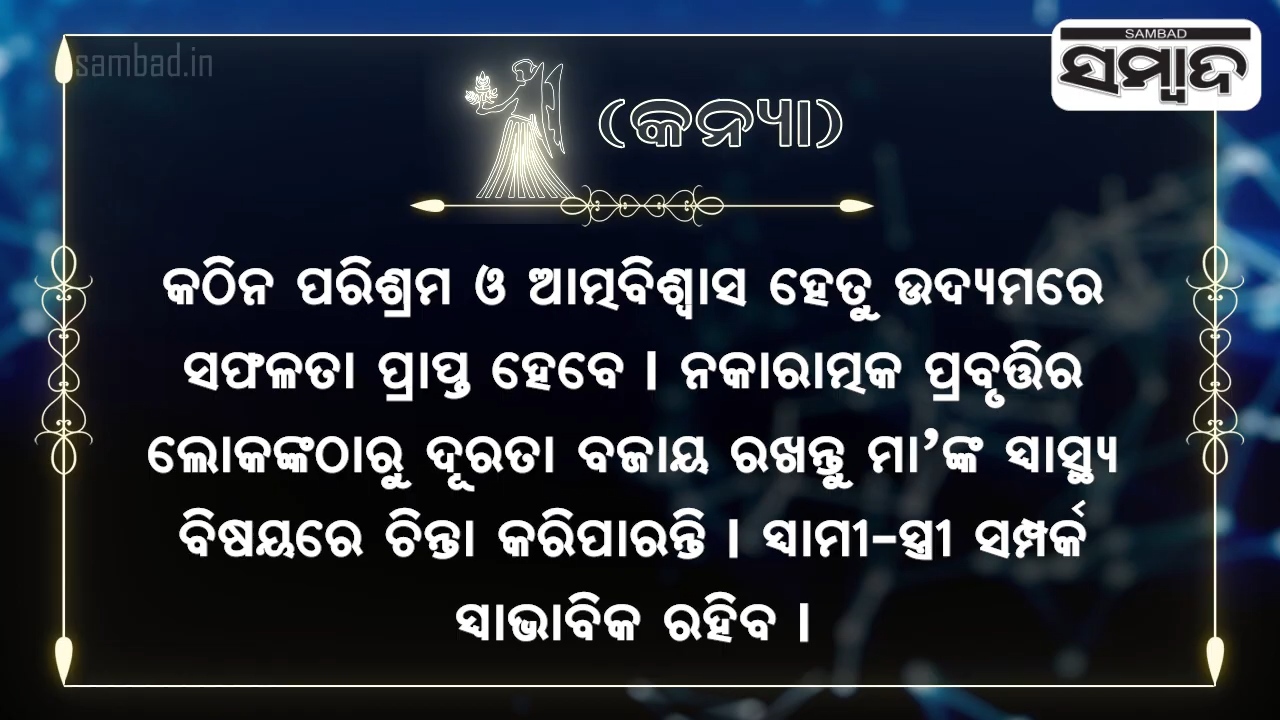 sambad.in
SAMBAD
ସମ୍ବାଦ
(କନ୍ୟା)
କଠିନ ପରିଶ୍ରମ ଓ ଆତ୍ମବିଶ୍ୱାସ ହେତୁ ଉଦ୍ୟମରେ
ସଫଳତା ପ୍ରାପ୍ତ ହେବେ । ନକାରାତ୍ମକ ପ୍ରବୃତ୍ତିର
ଲୋକଙ୍କଠାରୁ ଦୂରତା ବଜାୟ ରଖନ୍ତୁ ମା’ଙ୍କ ସ୍ୱାସ୍ଥ୍ୟ
ବିଷୟରେ ଚିନ୍ତା କରିପାରନ୍ତି । ସ୍ୱାମୀ-ସ୍ତ୍ରୀ ସମ୍ପର୍କ
ସ୍ୱାଭାବିକ ରହିବ ।